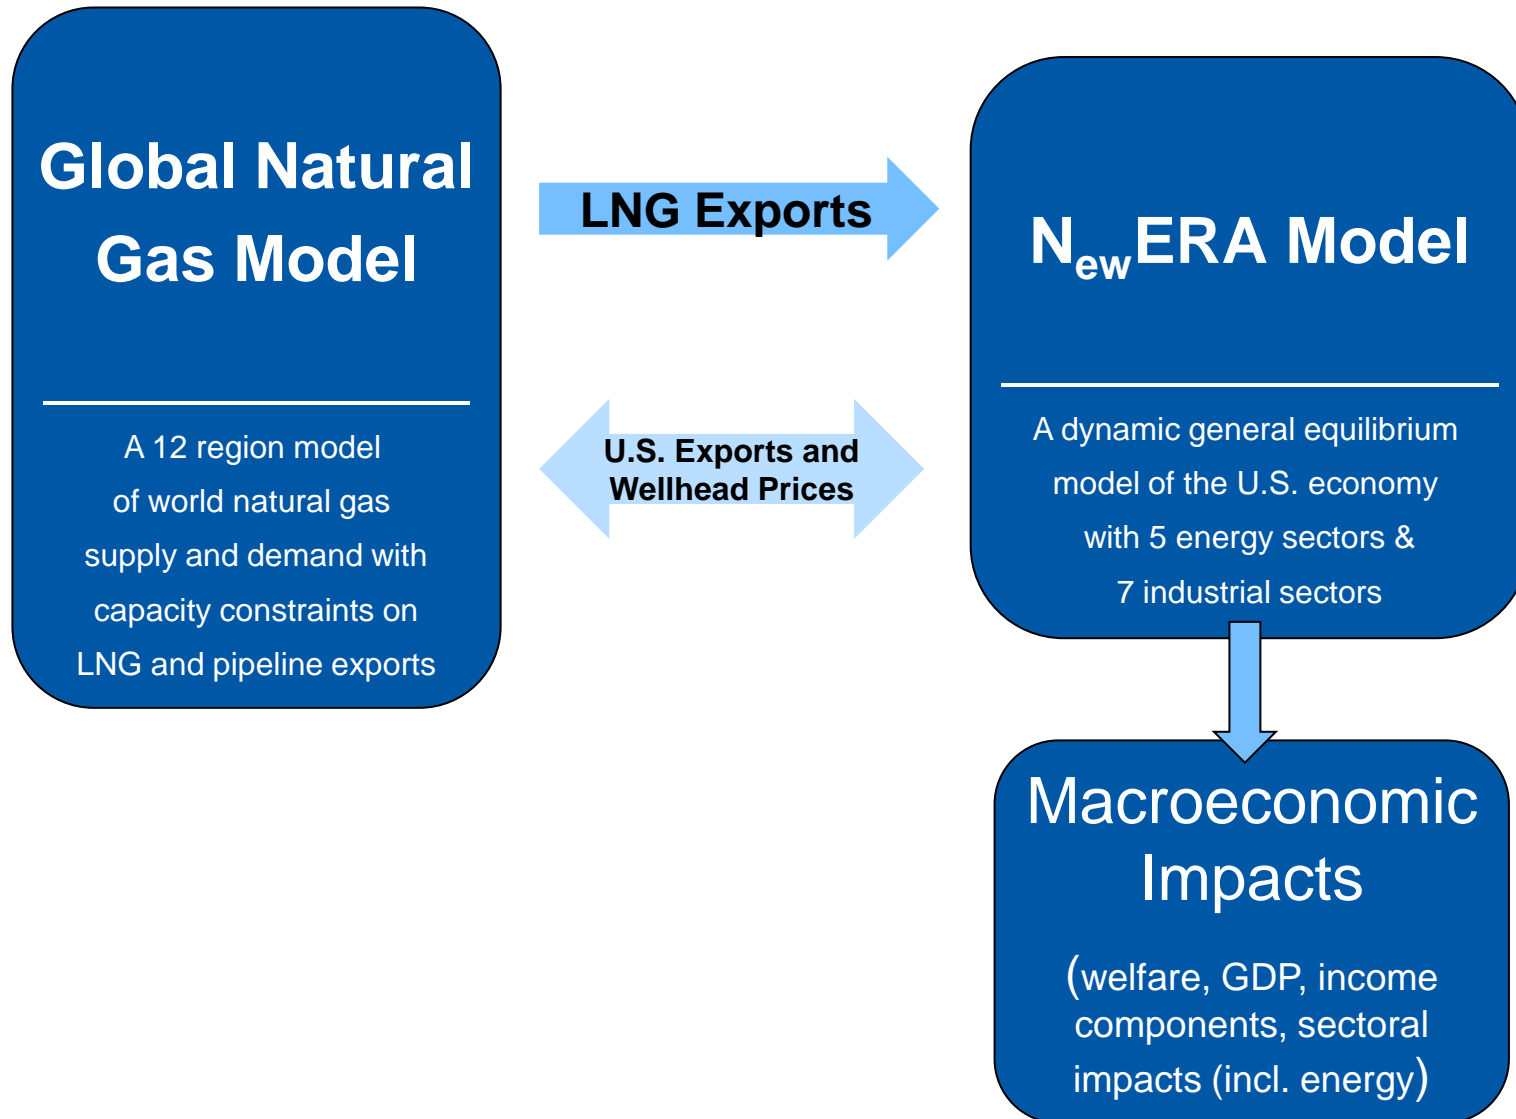 Global Natural
Gas Model
A 12 region model
of world natural gas
supply and demand with
capacity constraints on
LNG and pipeline exports
LNG Exports
U.S. Exports and
Wellhead Prices
NewERA Model
A dynamic general equilibrium
model of the U.S. economy
with 5 energy sectors &
7 industrial sectors
Macroeconomic
Impacts
(welfare, GDP, income
components, sectoral
impacts (incl. energy)